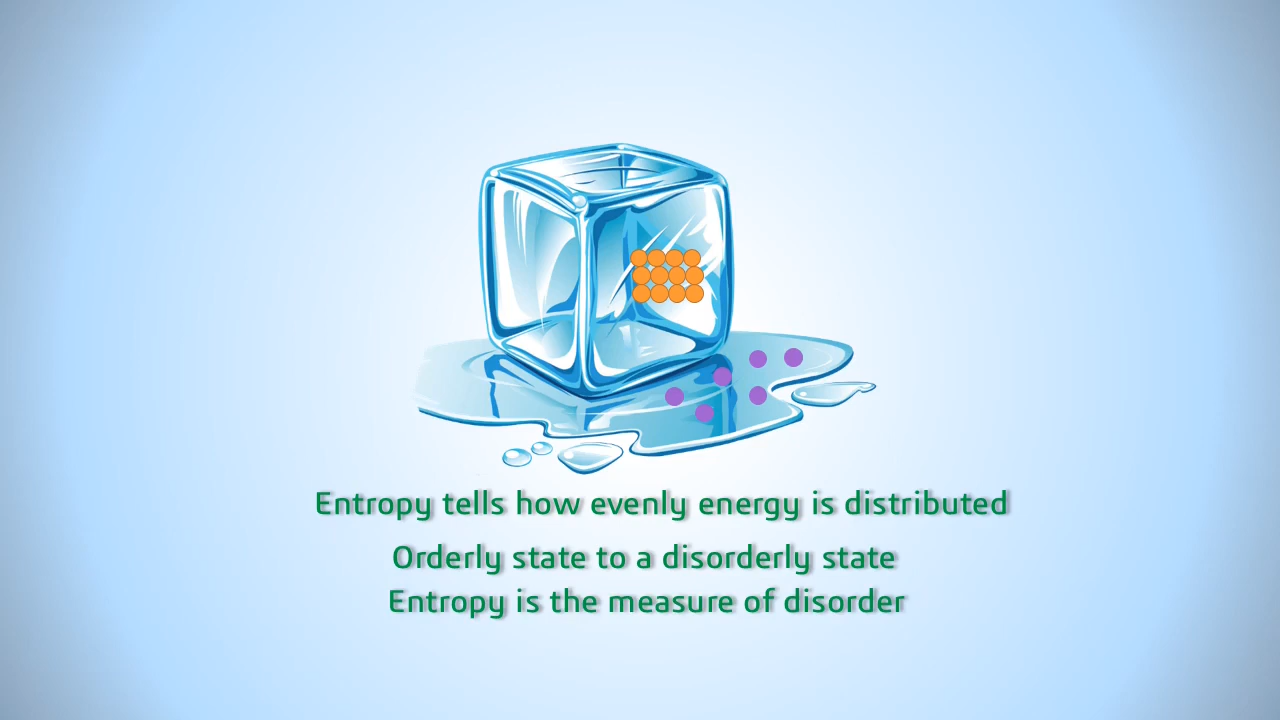 Entropy tells how evenly energy is distributed
Orderly state to a disorderly state
Entropy is the measure of disorder